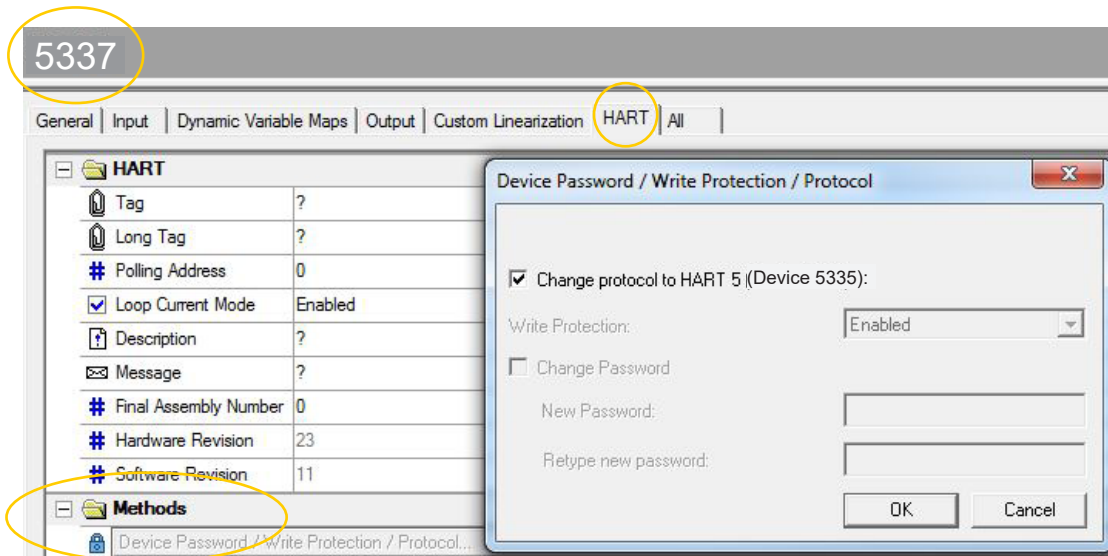 5337
General Input Dynamic Variable Maps Output Custom Linearization HART All
HART
Tag ?
Long Tag ?
# Polling Address 0
Loop Current Mode Enabled
Description ?
Message ?
# Final Assembly Number 0
# Hardware Revision 23
# Software Revision 11
Methods
Device Password / Write Protection / Protocol...
Device Password / Write Protection / Protocol
Change protocol to HART 5 (Device 5335):
Write Protection: Enabled
Change Password
New Password:
Retype new password:
OK Cancel